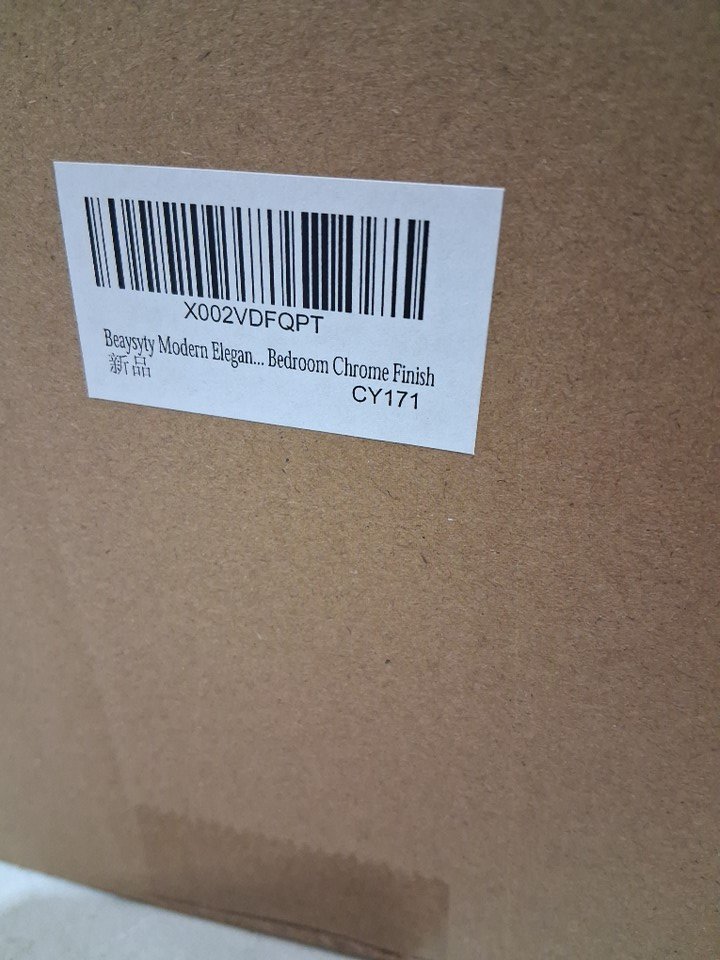 X002VDFQPT
Beaysyty Modern Elegan... Bedroom Chrome Finish
新品
CY171